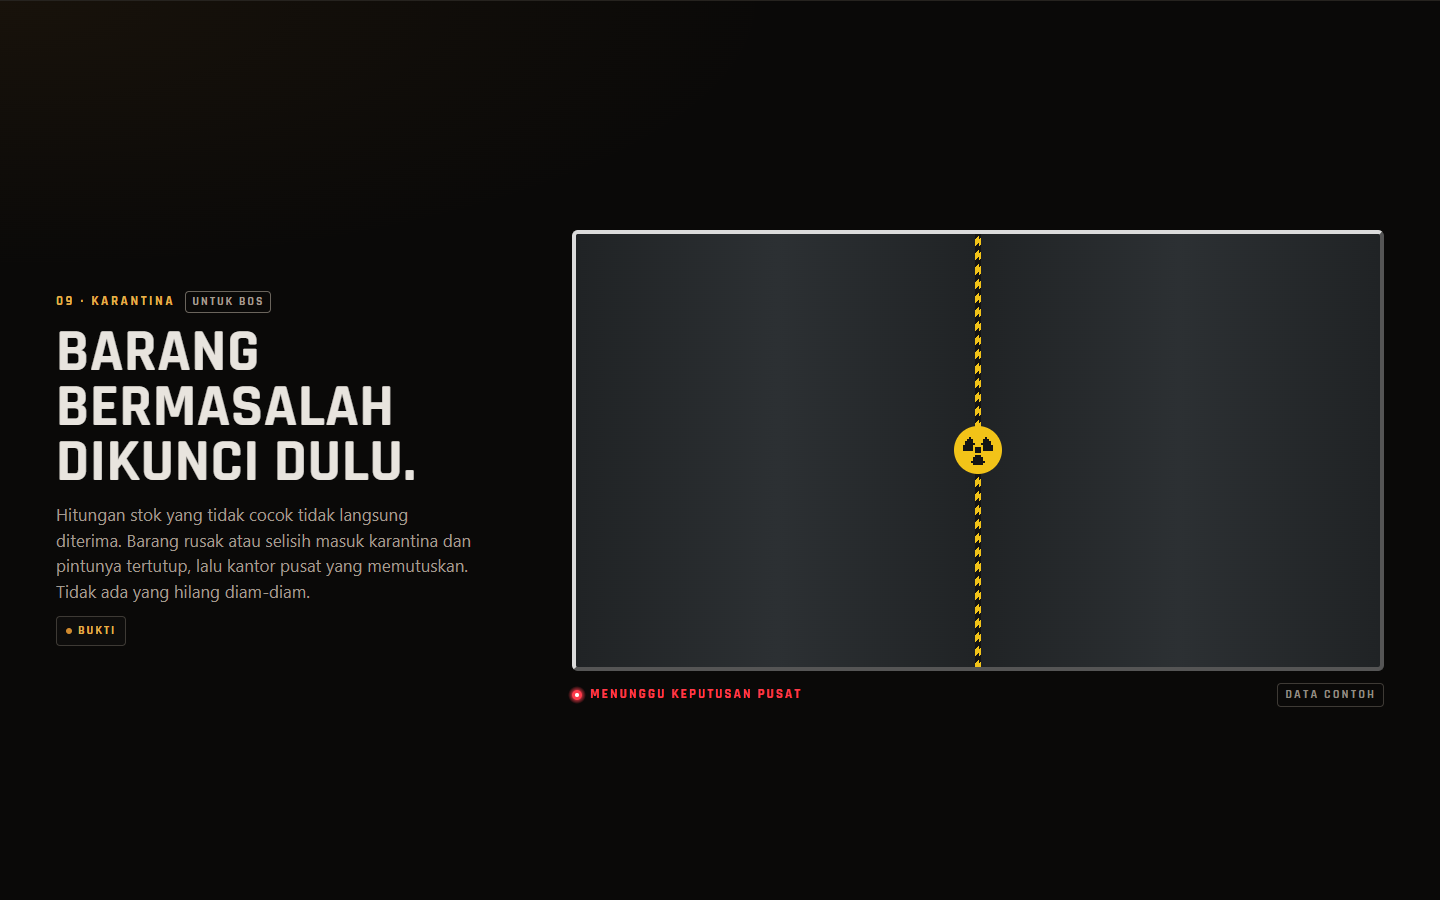 09 · KARANTINA UNTUK BOS
BARANG
BERMASALAH
DIKUNCI DULU.
Hitungan stok yang tidak cocok tidak langsung
diterima. Barang rusak atau selisih masuk karantina dan
pintunya tertutup, lalu kantor pusat yang memutuskan.
Tidak ada yang hilang diam-diam.
BUKTI
MENUNGGU KEPUTUSAN PUSAT
DATA CONTOH